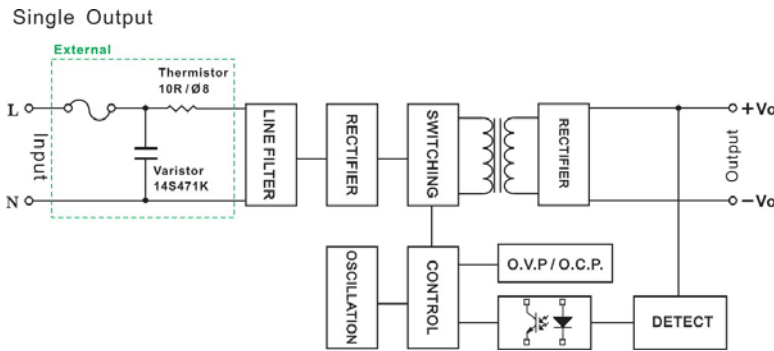 Single Output
External
Thermistor
10R/Ø8
L
Input
N
Varistor
14S471K
LINE FILTER
RECTIFIER
SWITCHING
RECTIFIER
+Vo
Output
-Vo
OSCILLATION
CONTROL
O.V.P/O.C.P.
DETECT